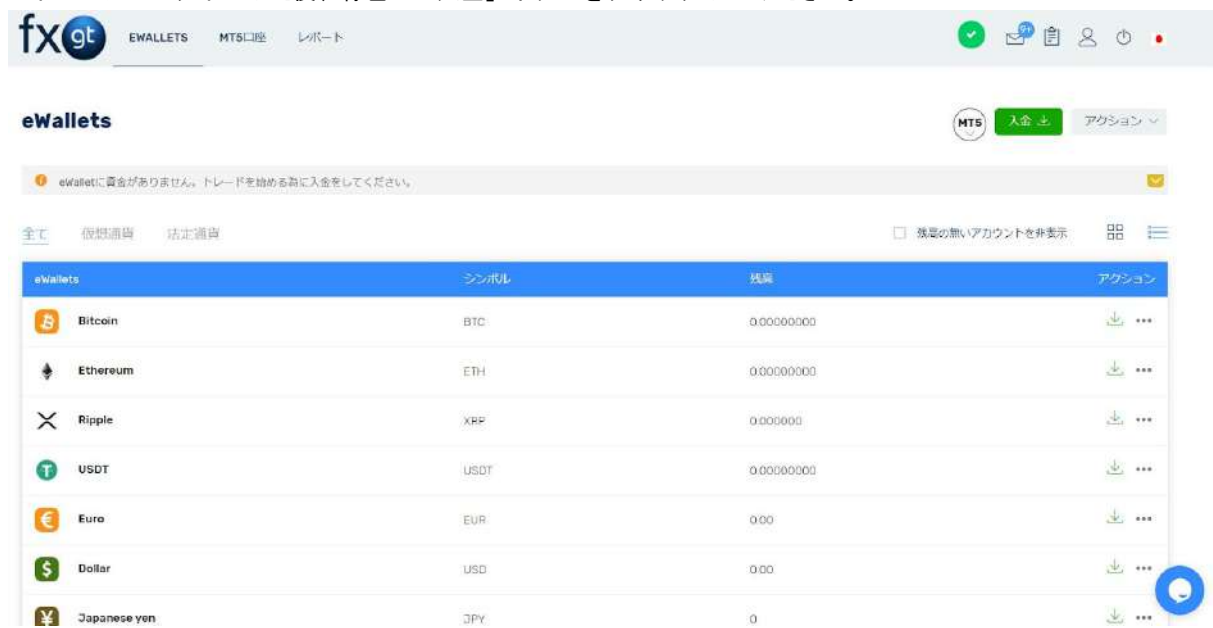 fxgt EWALLETS MT5口座 レポート 9+
eWallets MT5 入金 アクション
eWalletに資金がありません。トレードを始める為に入金をしてください。
全て 仮想通貨 法定通貨 残高の無いアカウントを非表示
eWallets シンボル 残高 アクション
Bitcoin BTC 0.00000000
Ethereum ETH 0.00000000
Ripple XRP 0.000000
USDT USDT 0.00000000
Euro EUR 0.00
Dollar USD 0.00
Japanese yen JPY 0